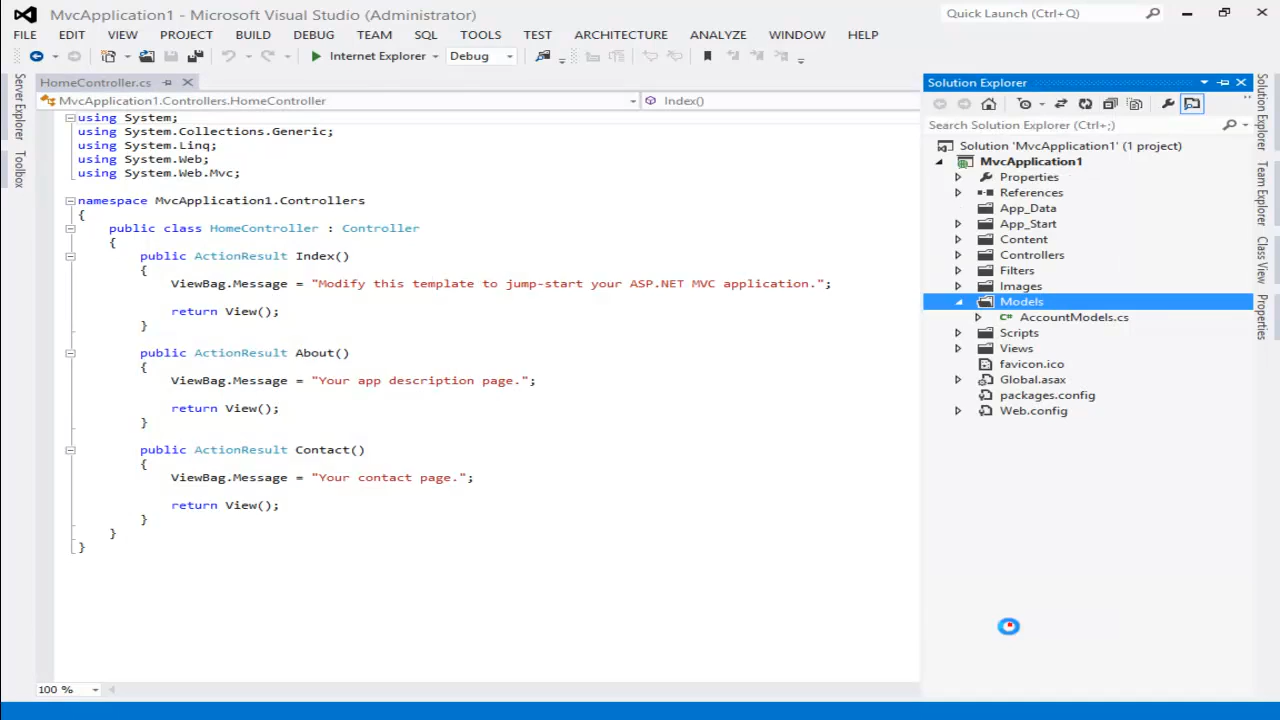 MvcApplication1 - Microsoft Visual Studio (Administrator)
Quick Launch (Ctrl+Q)
FILE EDIT VIEW PROJECT BUILD DEBUG TEAM SQL TOOLS TEST ARCHITECTURE ANALYZE WINDOW HELP
Internet Explorer Debug
Server Explorer
Toolbox
HomeController.cs
MvcApplication1.Controllers.HomeController
Index()
using System;
using System.Collections.Generic;
using System.Linq;
using System.Web;
using System.Web.Mvc;
namespace MvcApplication1.Controllers
{
public class HomeController : Controller
{
public ActionResult Index()
{
ViewBag.Message = "Modify this template to jump-start your ASP.NET MVC application.";
return View();
}
public ActionResult About()
{
ViewBag.Message = "Your app description page.";
return View();
}
public ActionResult Contact()
{
ViewBag.Message = "Your contact page.";
return View();
}
}
}
100 %
Solution Explorer
Search Solution Explorer (Ctrl+;)
Solution 'MvcApplication1' (1 project)
MvcApplication1
Properties
References
App_Data
App_Start
Content
Controllers
Filters
Images
Models
C# AccountModels.cs
Scripts
Views
favicon.ico
Global.asax
packages.config
Web.config
Solution Explorer
Team Explorer
Class View
Properties